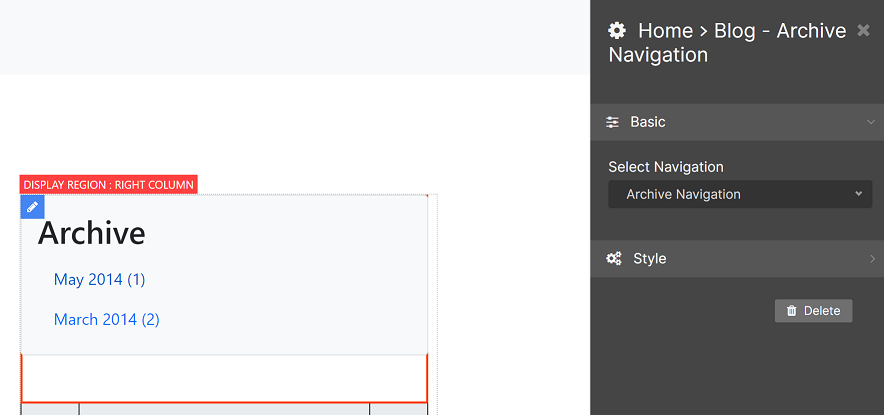 DISPLAY REGION : RIGHT COLUMN
Archive
May 2014 (1)
March 2014 (2)
Home > Blog - Archive
Navigation
Basic
Select Navigation
Archive Navigation
Style
Delete